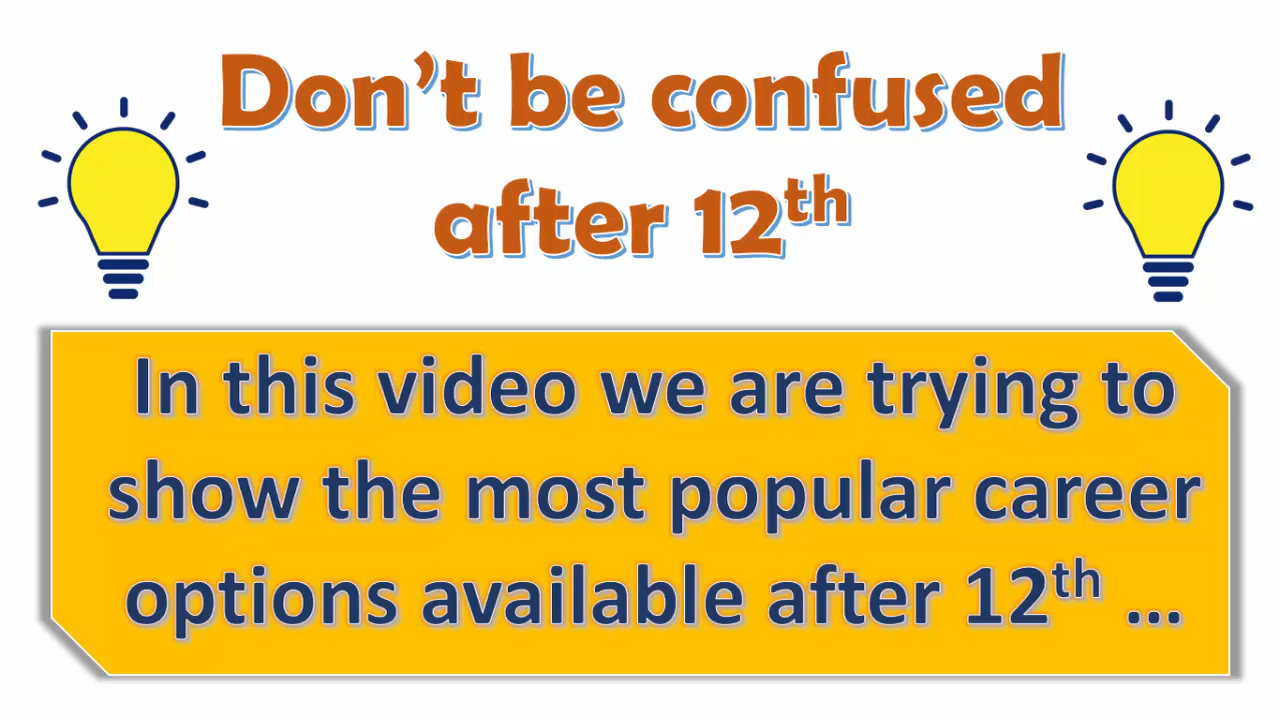 Don’t be confused
after 12th
In this video we are trying to
show the most popular career
options available after 12th ...